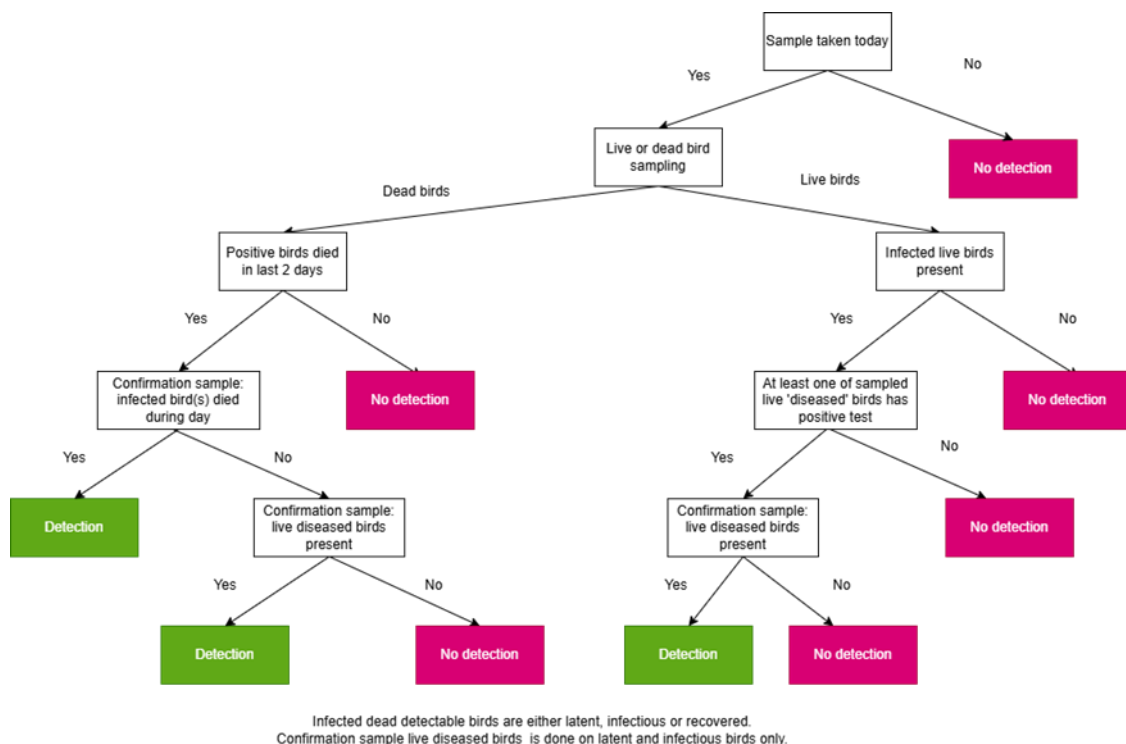 Sample taken today
Yes
No
Live or dead bird
sampling
No detection
Dead birds
Live birds
Positive birds died
in last 2 days
Infected live birds
present
Yes
No
Yes
No
Confirmation sample:
infected bird(s) died
during day
No detection
At least one of sampled
live 'diseased' birds has
positive test
No detection
Yes
No
Yes
No
Detection
Confirmation sample:
live diseased birds
present
Confirmation sample:
live diseased birds
present
No detection
Yes
No
Yes
No
Detection
No detection
Detection
No detection
Infected dead detectable birds are either latent, infectious or recovered.
Confirmation sample live diseased birds is done on latent and infectious birds only.